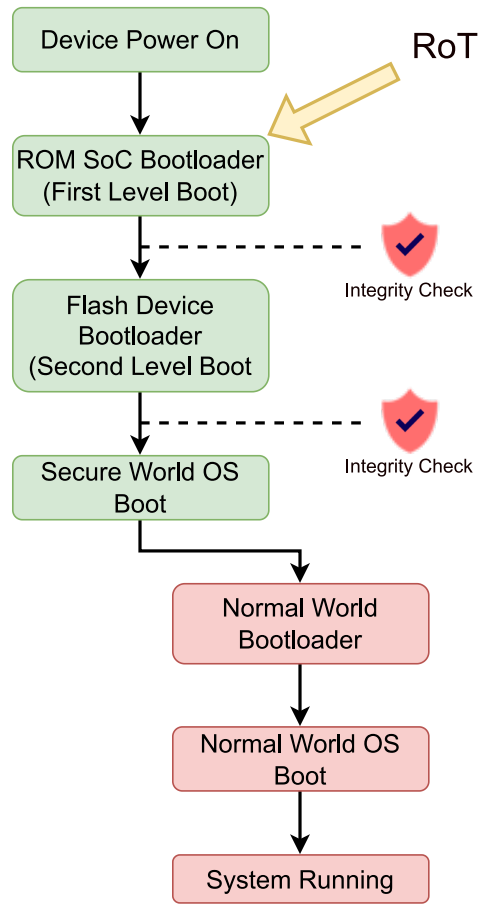 Device Power On
RoT
ROM SoC Bootloader
(First Level Boot)
Integrity Check
Flash Device
Bootloader
(Second Level Boot
Integrity Check
Secure World OS
Boot
Normal World
Bootloader
Normal World OS
Boot
System Running